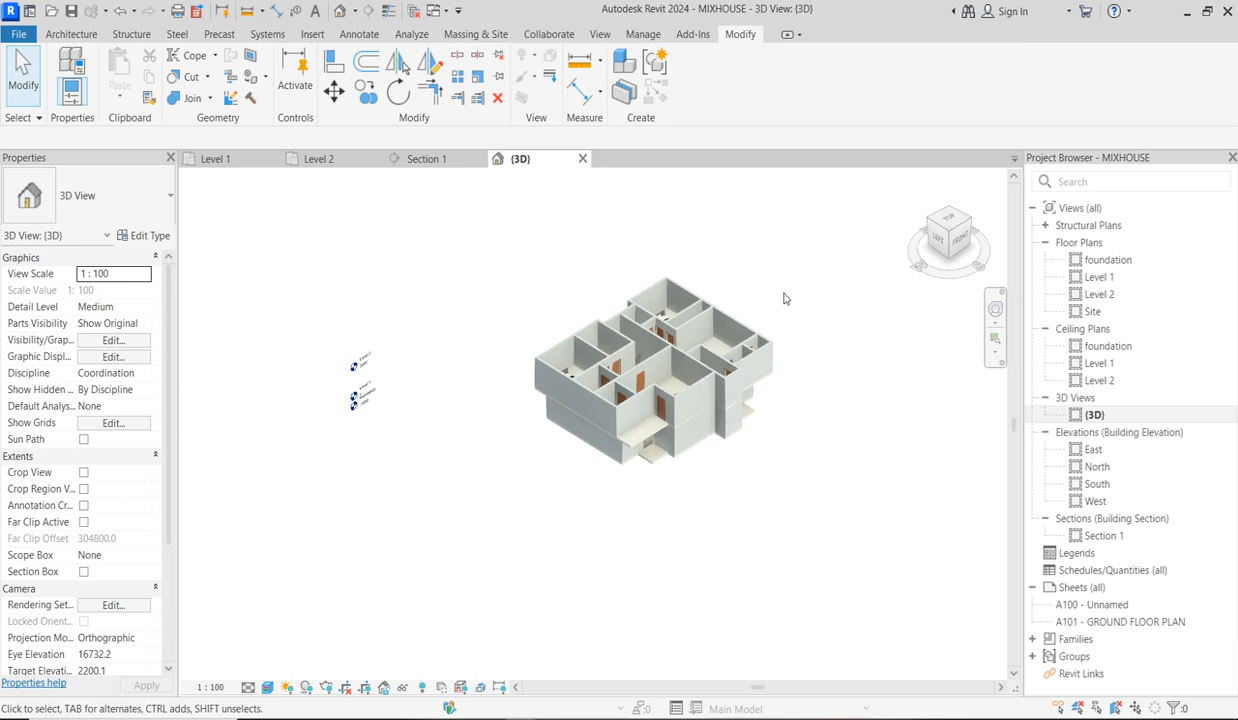 Autodesk Revit 2024 - MIXHOUSE - 3D View: {3D}
Sign In
File Architecture Structure Steel Precast Systems Insert Annotate Analyze Massing & Site Collaborate View Manage Add-Ins Modify
Modify
Paste
Cope
Cut
Join
Activate
Select Properties Clipboard Geometry Controls Modify View Measure Create
Properties
Level 1
Level 2
Section 1
{3D}
Project Browser - MIXHOUSE
3D View
3D View: {3D}
Edit Type
Graphics
View Scale 1 : 100
Scale Value 1: 100
Detail Level Medium
Parts Visibility Show Original
Visibility/Grap... Edit...
Graphic Displ... Edit...
Discipline Coordination
Show Hidden ... By Discipline
Default Analys... None
Show Grids Edit...
Sun Path
Extents
Crop View
Crop Region V...
Annotation Cr...
Far Clip Active
Far Clip Offset 304800.0
Scope Box None
Section Box
Camera
Rendering Set... Edit...
Locked Orient...
Projection Mo... Orthographic
Eye Elevation 16732.2
Target Elevati... 2200.1
Properties help
Apply
TOP
LEFT
FRONT
Search
Views (all)
Structural Plans
Floor Plans
foundation
Level 1
Level 2
Site
Ceiling Plans
foundation
Level 1
Level 2
3D Views
{3D}
Elevations (Building Elevation)
East
North
South
West
Sections (Building Section)
Section 1
Legends
Schedules/Quantities (all)
Sheets (all)
A100 - Unnamed
A101 - GROUND FLOOR PLAN
Families
Groups
Revit Links
1 : 100
Click to select, TAB for alternates, CTRL adds, SHIFT unselects.
:0
Main Model
:0